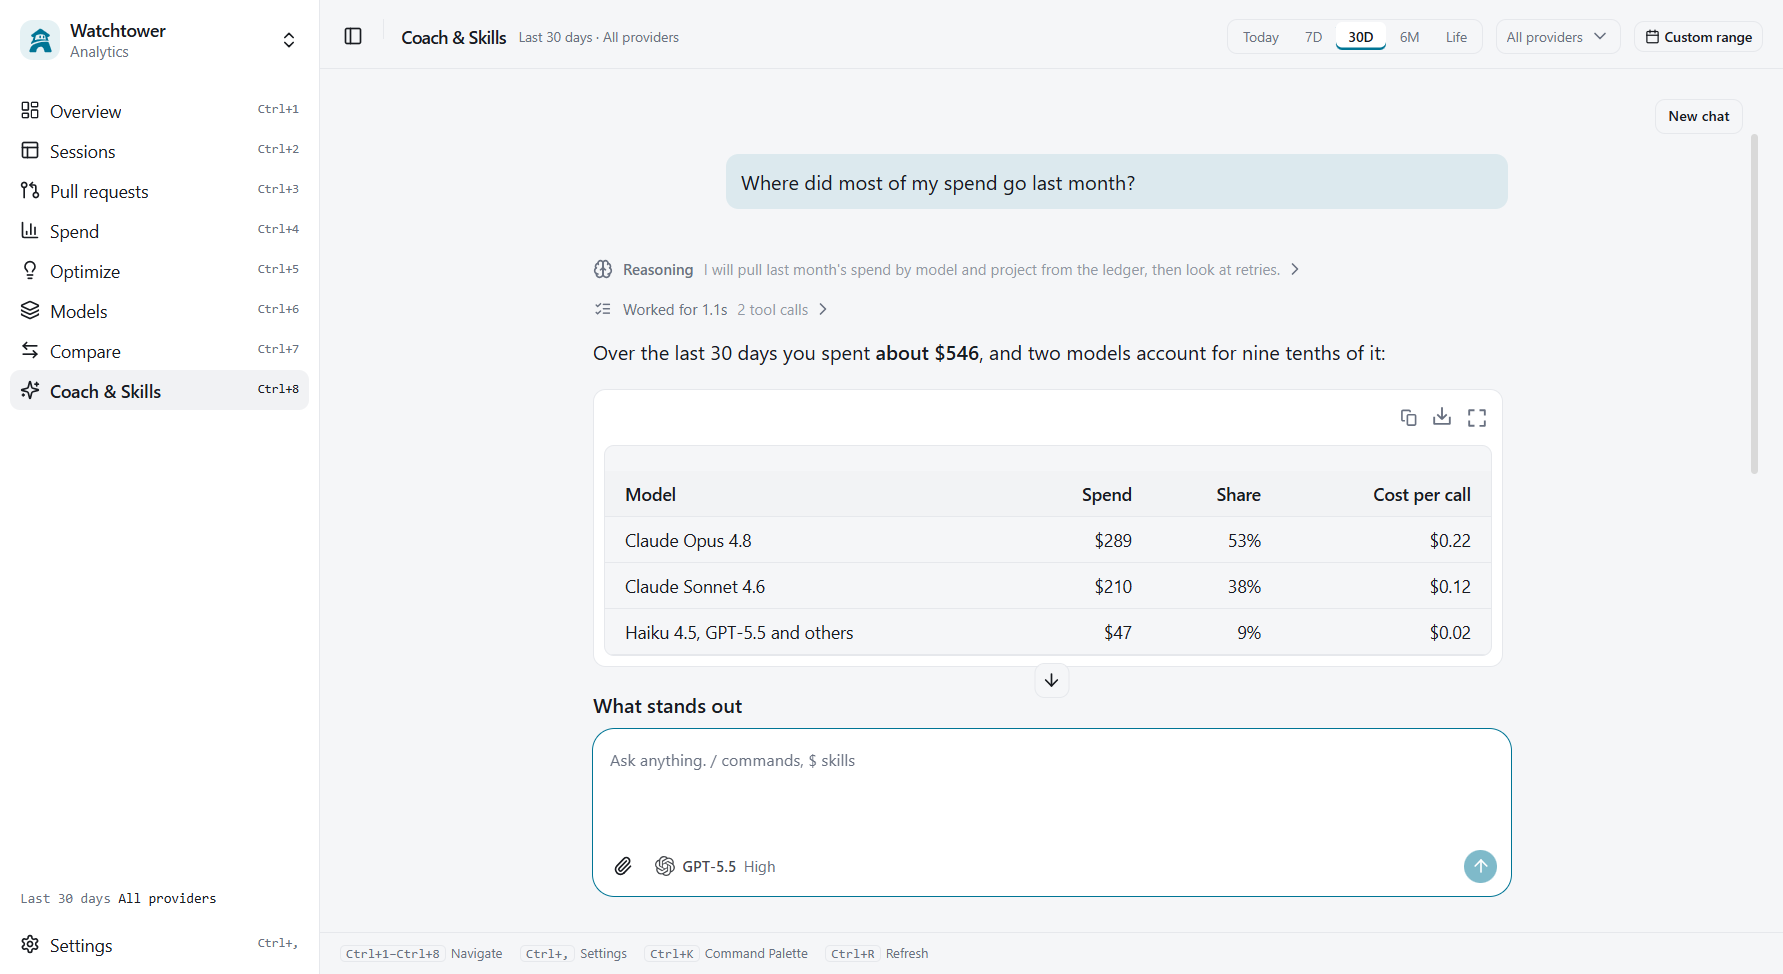 Watchtower
Analytics
Overview Ctrl+1
Sessions Ctrl+2
Pull requests Ctrl+3
Spend Ctrl+4
Optimize Ctrl+5
Models Ctrl+6
Compare Ctrl+7
Coach & Skills Ctrl+8
Last 30 days All providers
Settings Ctrl+,
Coach & Skills Last 30 days · All providers
Today 7D 30D 6M Life All providers Custom range
New chat
Where did most of my spend go last month?
Reasoning I will pull last month's spend by model and project from the ledger, then look at retries.
Worked for 1.1s 2 tool calls
Over the last 30 days you spent about $546, and two models account for nine tenths of it:
Model Spend Share Cost per call
Claude Opus 4.8 $289 53% $0.22
Claude Sonnet 4.6 $210 38% $0.12
Haiku 4.5, GPT-5.5 and others $47 9% $0.02
What stands out
Ask anything. / commands, $ skills
GPT-5.5 High
Ctrl+1–Ctrl+8 Navigate Ctrl+, Settings Ctrl+K Command Palette Ctrl+R Refresh